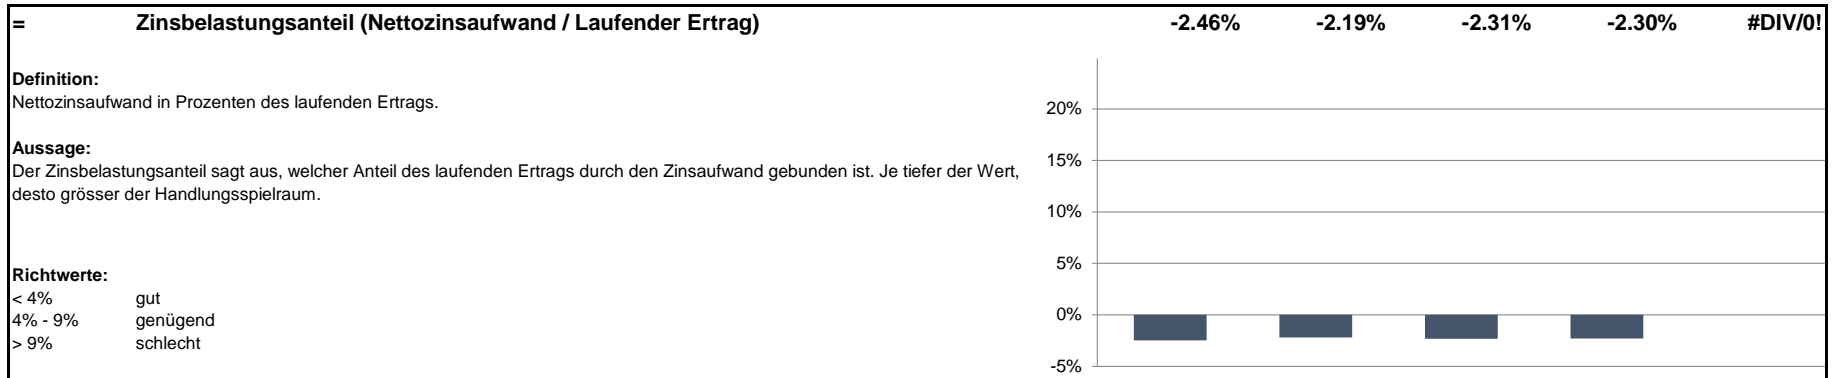 = Zinsbelastungsanteil (Nettozinsaufwand / Laufender Ertrag) -2.46% -2.19% -2.31% -2.30% #DIV/0!
Definition:
Nettozinsaufwand in Prozenten des laufenden Ertrags.
Aussage:
Der Zinsbelastungsanteil sagt aus, welcher Anteil des laufenden Ertrags durch den Zinsaufwand gebunden ist. Je tiefer der Wert,
desto grösser der Handlungsspielraum.
Richtwerte:
< 4% gut
4% - 9% genügend
> 9% schlecht
20%
15%
10%
5%
0%
-5%